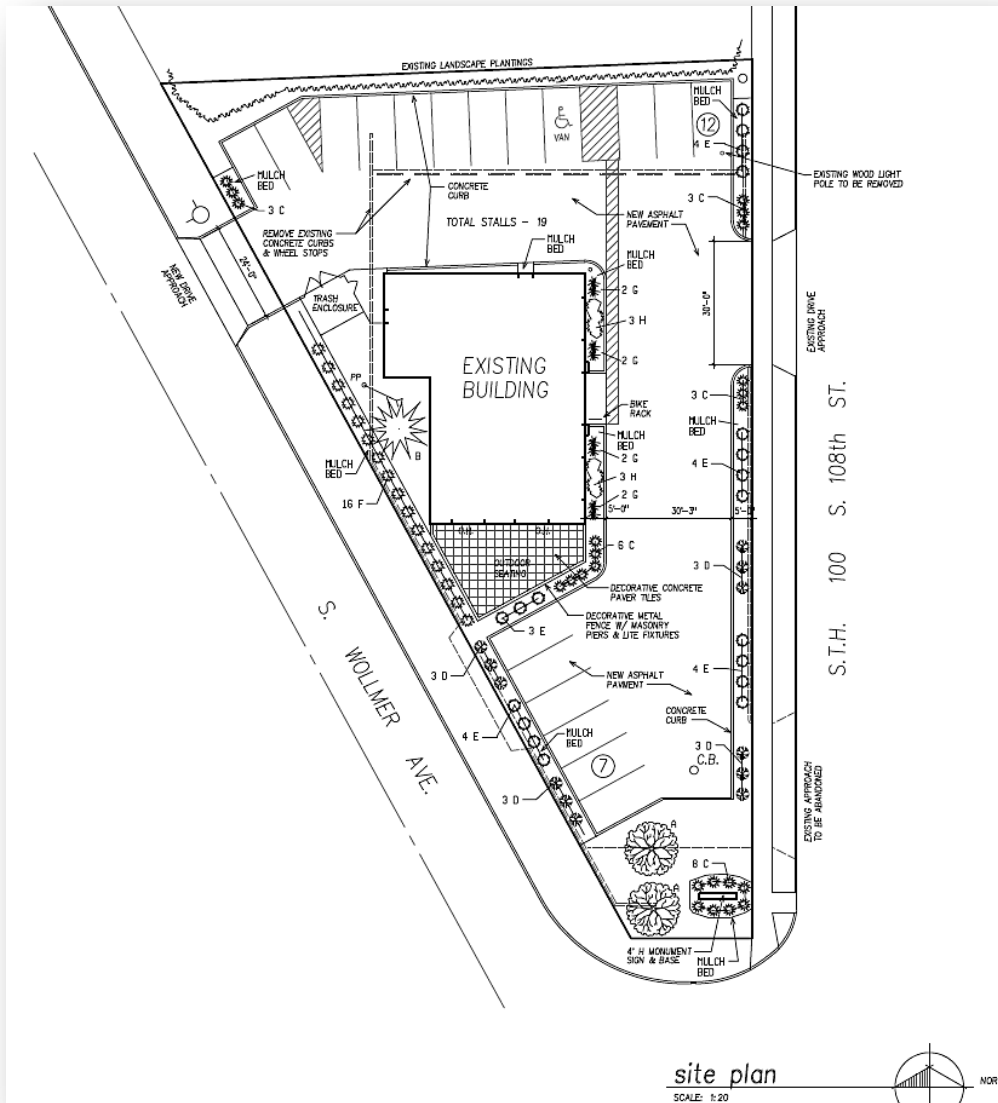 EXISTING LANDSCAPE PLANTINGS
MULCH
BED
12
4 E
VAN
EXISTING WOOD LIGHT
POLE TO BE REMOVED
MULCH
BED
3 C
CONCRETE
CURB
3 C
TOTAL STALLS - 19
NEW ASPHALT
PAVEMENT
REMOVE EXISTING
CONCRETE CURBS
& WHEEL STOPS
MULCH
BED
MULCH
BED
24'-0"
NEW DRIVE
APPROACH
TRASH
ENCLOSURE
2 G
3 H
30'-0"
EXISTING DRIVE
APPROACH
2 G
EXISTING
BUILDING
PP
3 C
BIKE
RACK
MULCH
BED
MULCH
BED
B
2 G
4 E
MULCH
BED
3 H
16 F
2 G
5'-0"
30'-3"
S.T.H. 100 S. 108th ST.
6 C
OUTDOOR
SEATING
3 D
DECORATIVE CONCRETE
PAVER TILES
DECORATIVE METAL
FENCE W/ MASONRY
PIERS & LITE FIXTURES
3 E
S. WOLLMER AVE.
3 D
NEW ASPHALT
PAVMENT
4 E
CONCRETE
CURB
4 E
MULCH
BED
3 D
C.B.
7
3 D
EXISTING APPROACH
TO BE ABANDONED
A
8 C
A
4' H MONUMENT
SIGN & BASE
MULCH
BED
site plan
SCALE: 1:20
NOR